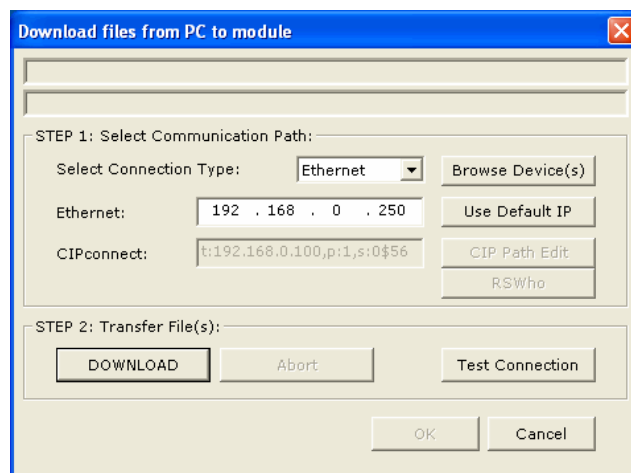 Download files from PC to module
STEP 1: Select Communication Path:
Select Connection Type: Ethernet Browse Device(s)
Ethernet: 192 . 168 . 0 . 250 Use Default IP
CIPconnect: t:192.168.0.100,p:1,s:0$56 CIP Path Edit
RSWho
STEP 2: Transfer File(s):
DOWNLOAD Abort Test Connection
OK Cancel